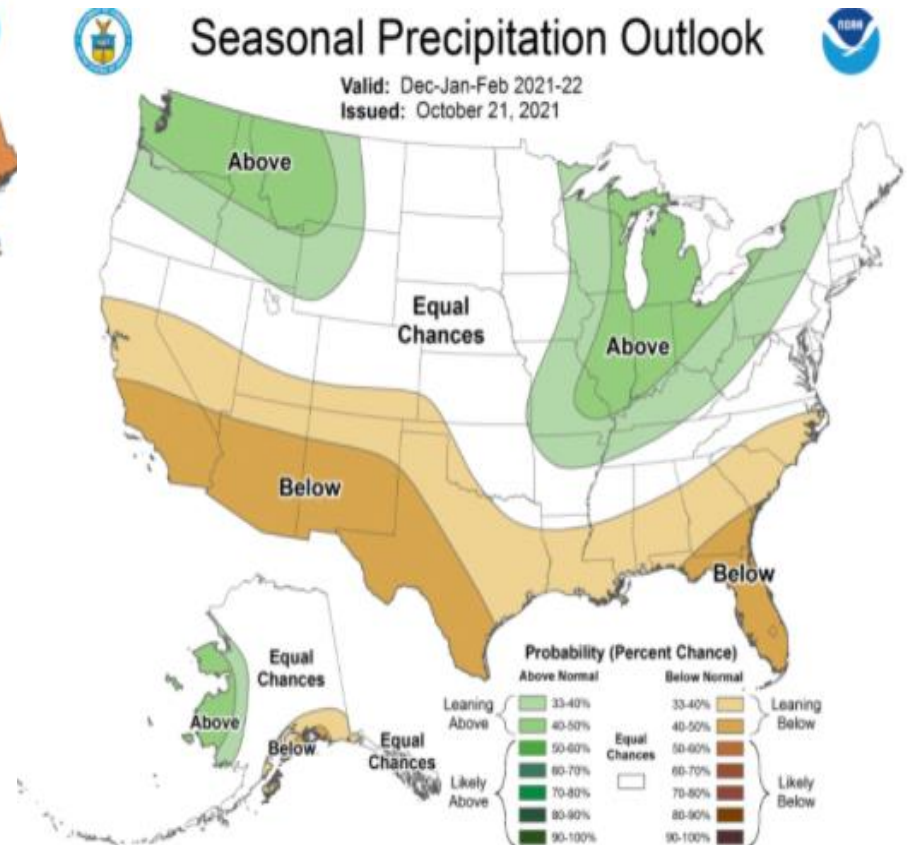 Seasonal Precipitation Outlook
NOAA
Valid: Dec-Jan-Feb 2021-22
Issued: October 21, 2021
Above
Equal
Chances
Above
Below
Below
Equal
Chances
Above
Below
Equal
Chances
Probability (Percent Chance)
Above Normal
Below Normal
Leaning
Above
33-40%
40-50%
50-60%
60-70%
70-80%
80-90%
90-100%
Likely
Above
Equal
Chances
33-40%
40-50%
50-60%
60-70%
70-80%
80-90%
90-100%
Leaning
Below
Likely
Below